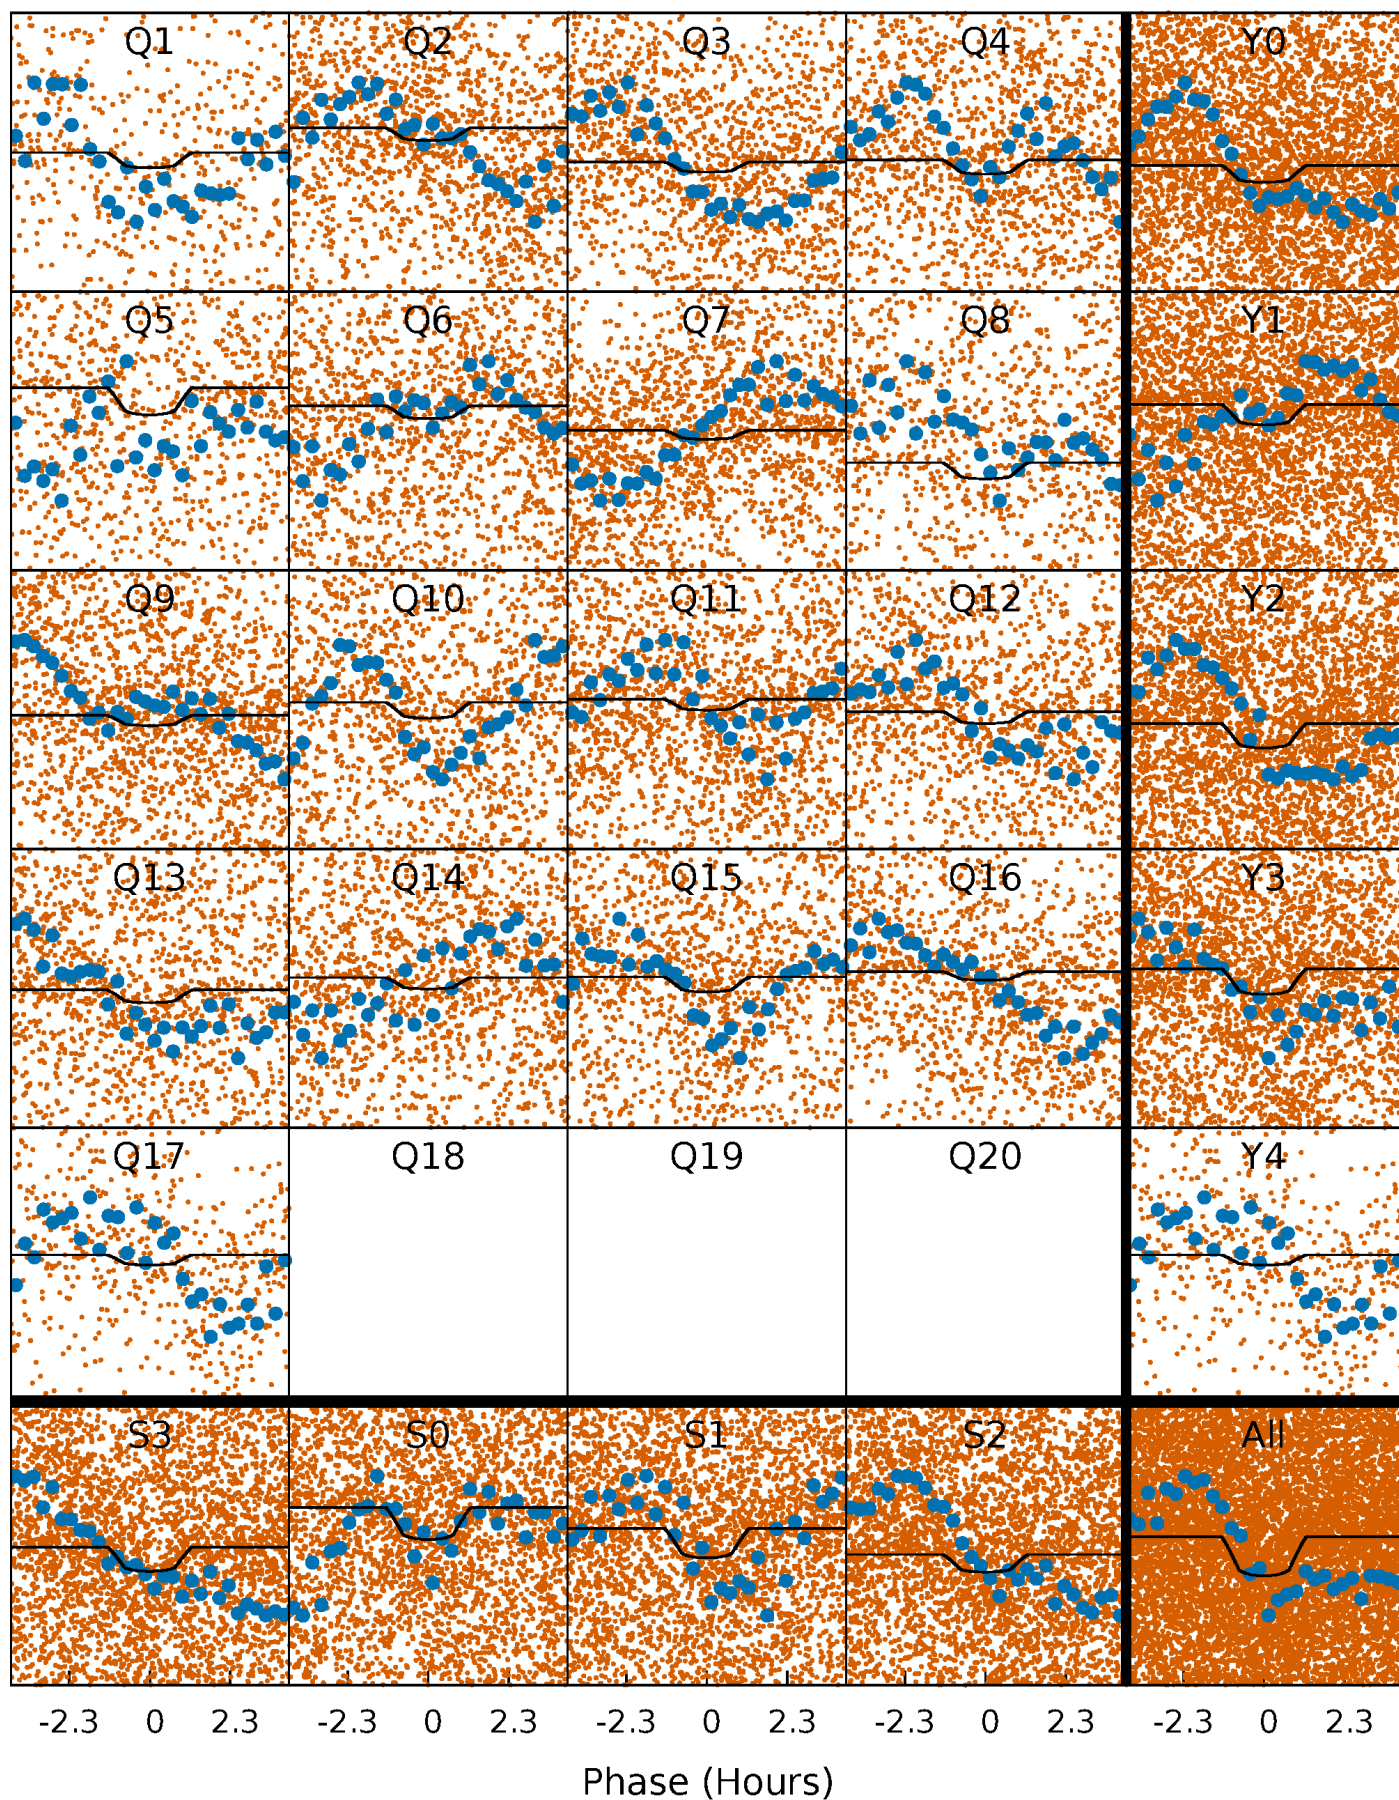 Q1 Q2 Q3 Q4 Y0
Q5 Q6 Q7 Q8 Y1
Q9 Q10 Q11 Q12 Y2
Q13 Q14 Q15 Q16 Y3
Q17 Q18 Q19 Q20 Y4
S3 S0 S1 S2 All
-2.3 0 2.3 -2.3 0 2.3 -2.3 0 2.3 -2.3 0 2.3 -2.3 0 2.3
Phase (Hours)